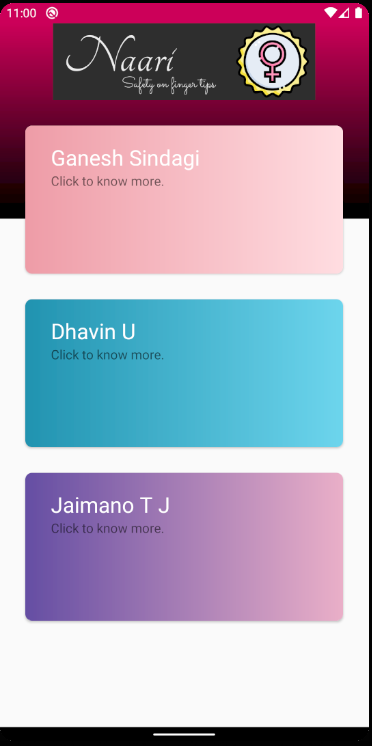 11:00
Naari
Safety on finger tips
Ganesh Sindagi
Click to know more.
Dhavin U
Click to know more.
Jaimano T J
Click to know more.